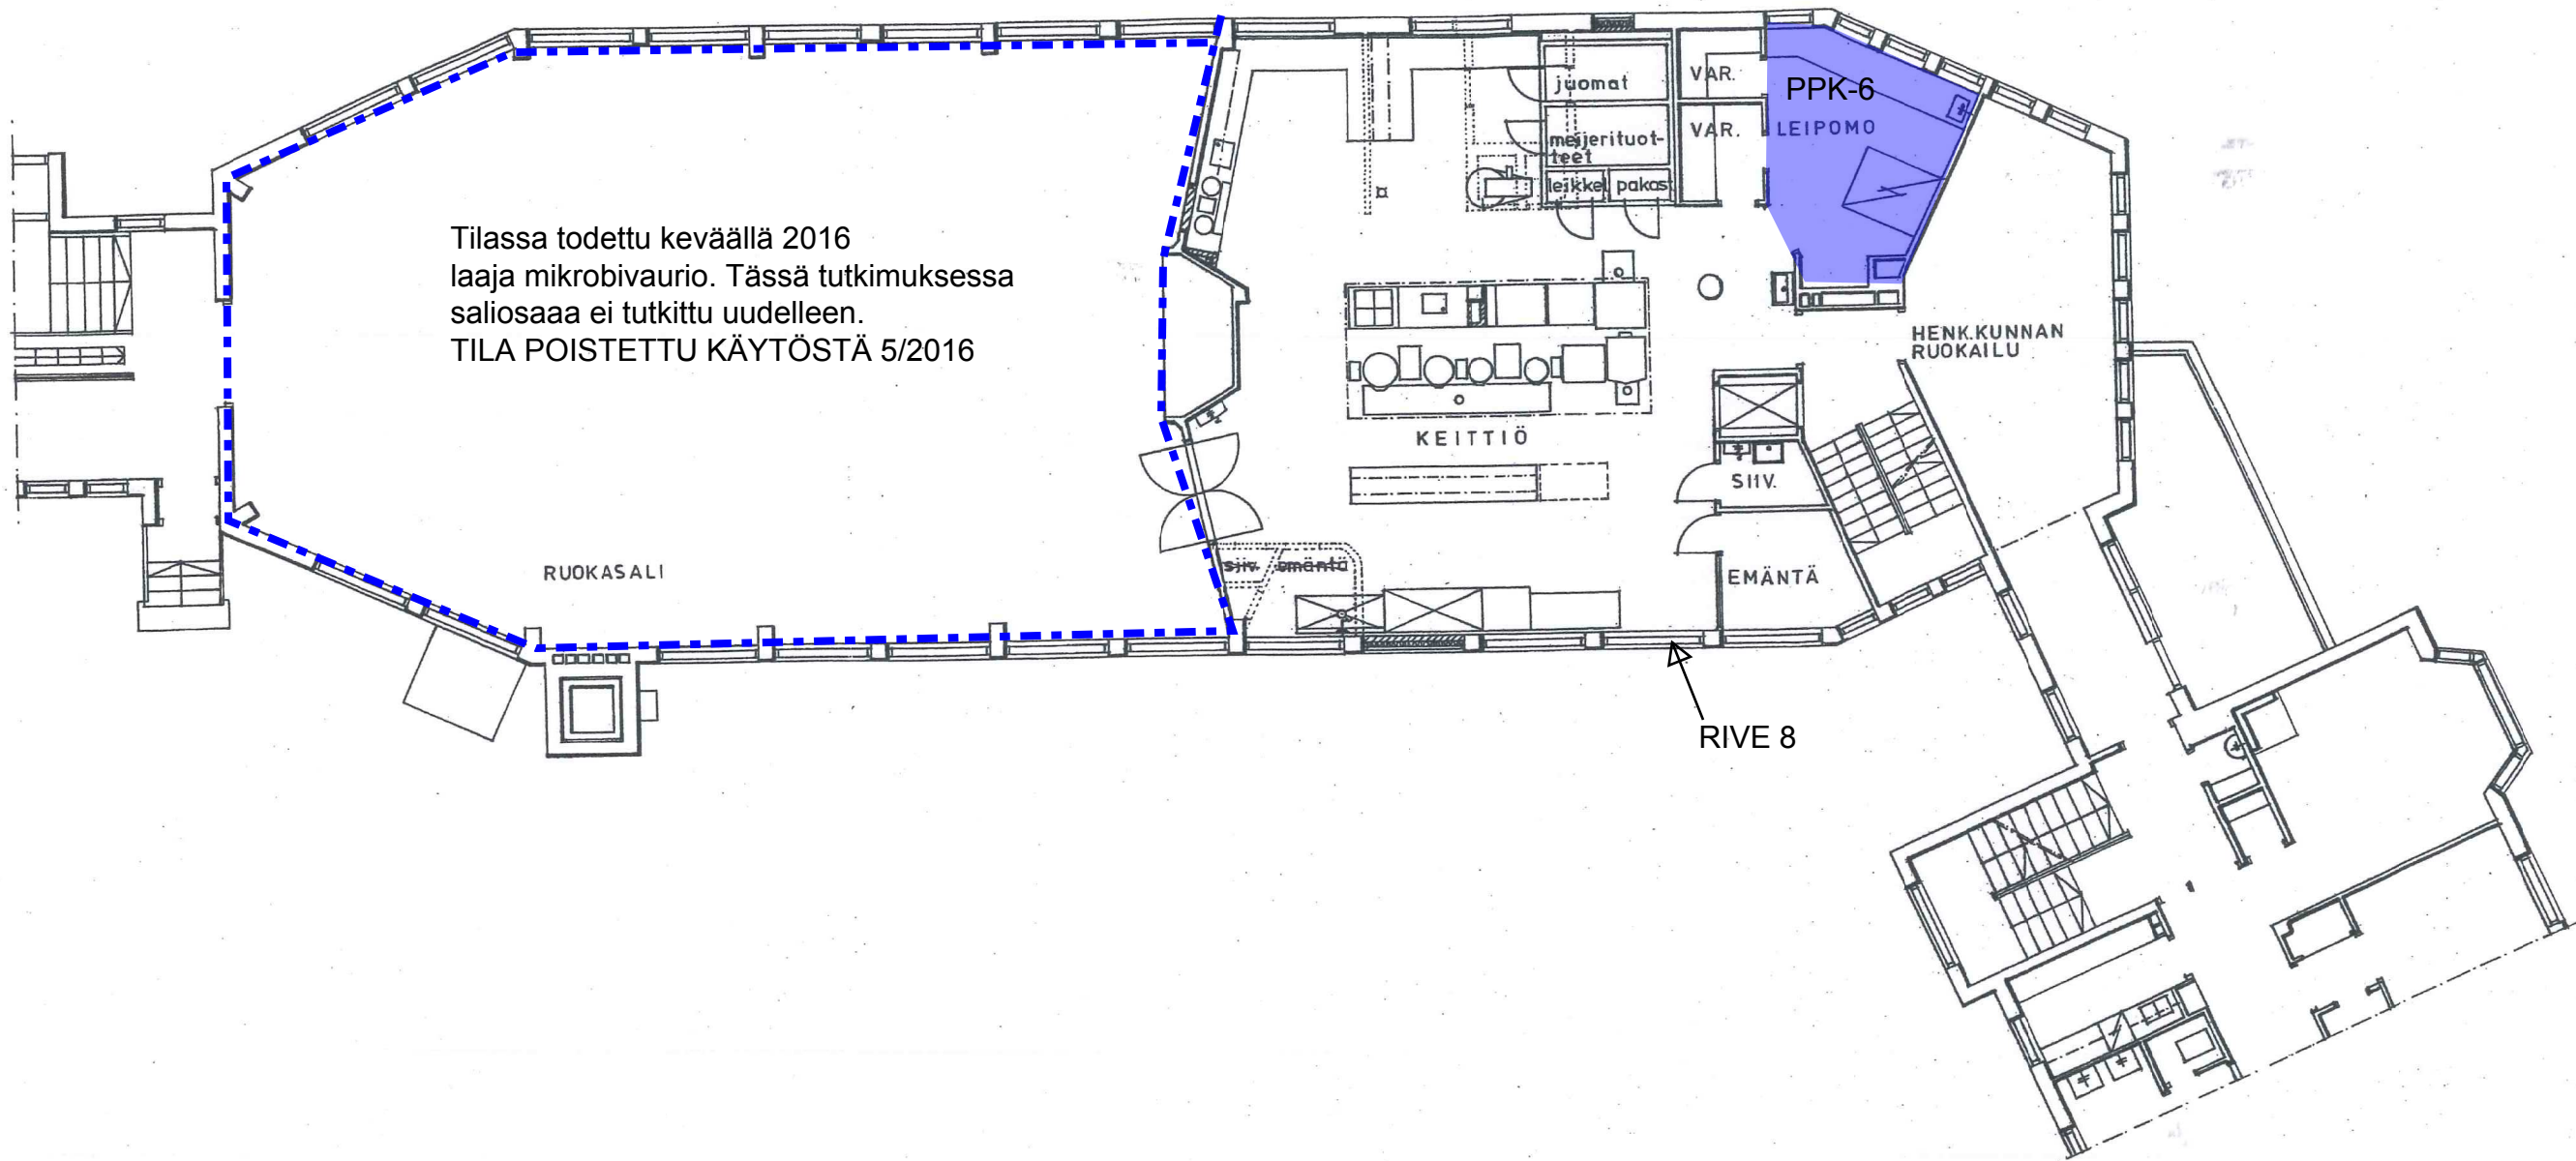 juomat
meijerituot-
teet
leikkel
pakast
VAR.
VAR.
PPK-6
LEIPOMO
Tilassa todettu keväällä 2016
laaja mikrobivaurio. Tässä tutkimuksessa
saliosaaa ei tutkittu uudelleen.
TILA POISTETTU KÄYTÖSTÄ 5/2016
HENK.KUNNAN
RUOKAILU
KEITTIÖ
SIIV.
siiv. emäntä
RUOKASALI
EMÄNTÄ
RIVE 8